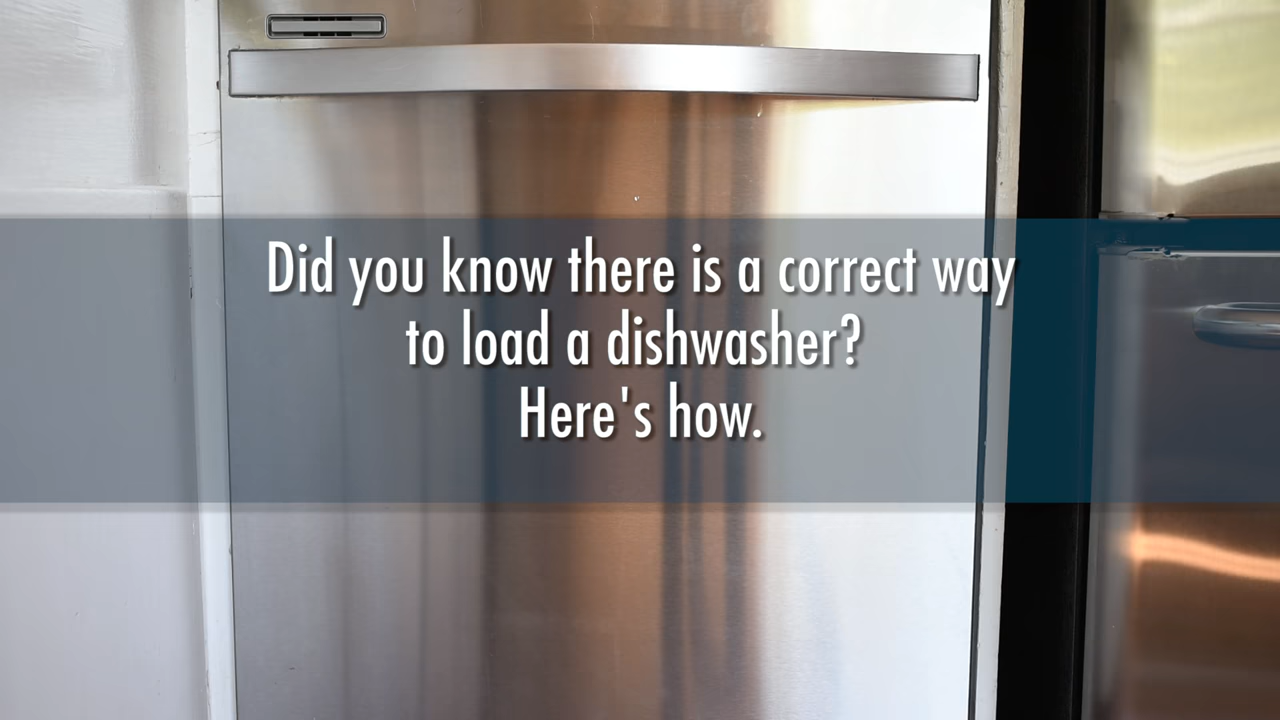 Did you know there is a correct way
to load a dishwasher?
Here's how.